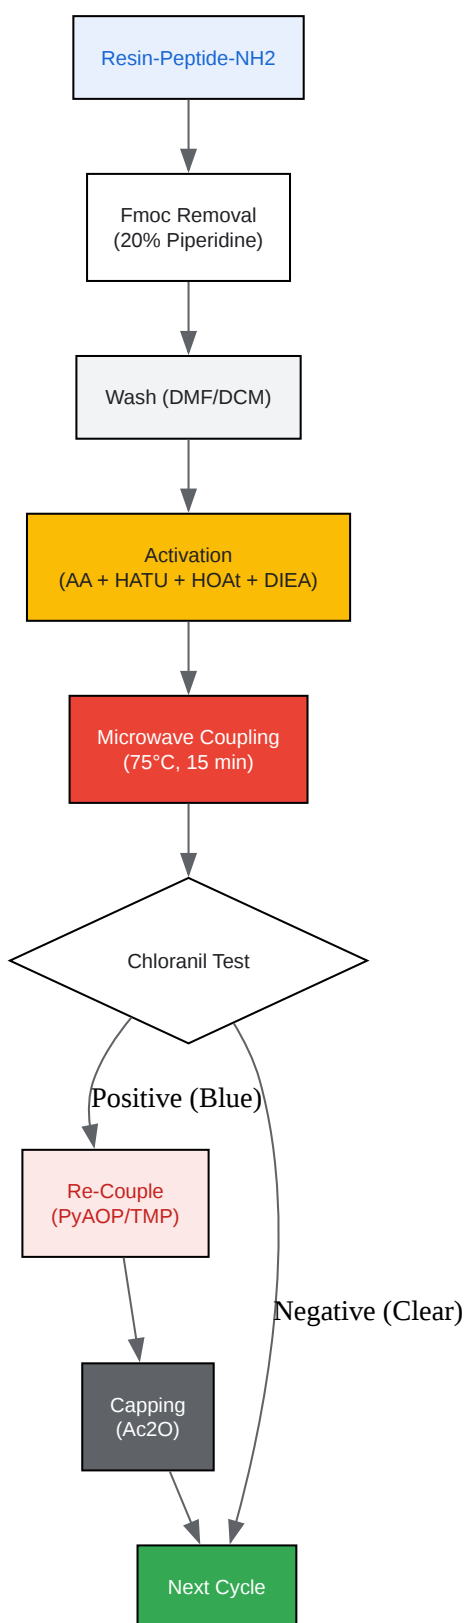 Resin-Peptide-NH2
Fmoc Removal
(20% Piperidine)
Wash (DMF/DCM)
Activation
(AA + HATU + HOAt + DIEA)
Microwave Coupling
(75°C, 15 min)
Chloranil Test
Positive (Blue)
Re-Couple
(PyAOP/TMP)
Negative (Clear)
Capping
(Ac2O)
Next Cycle